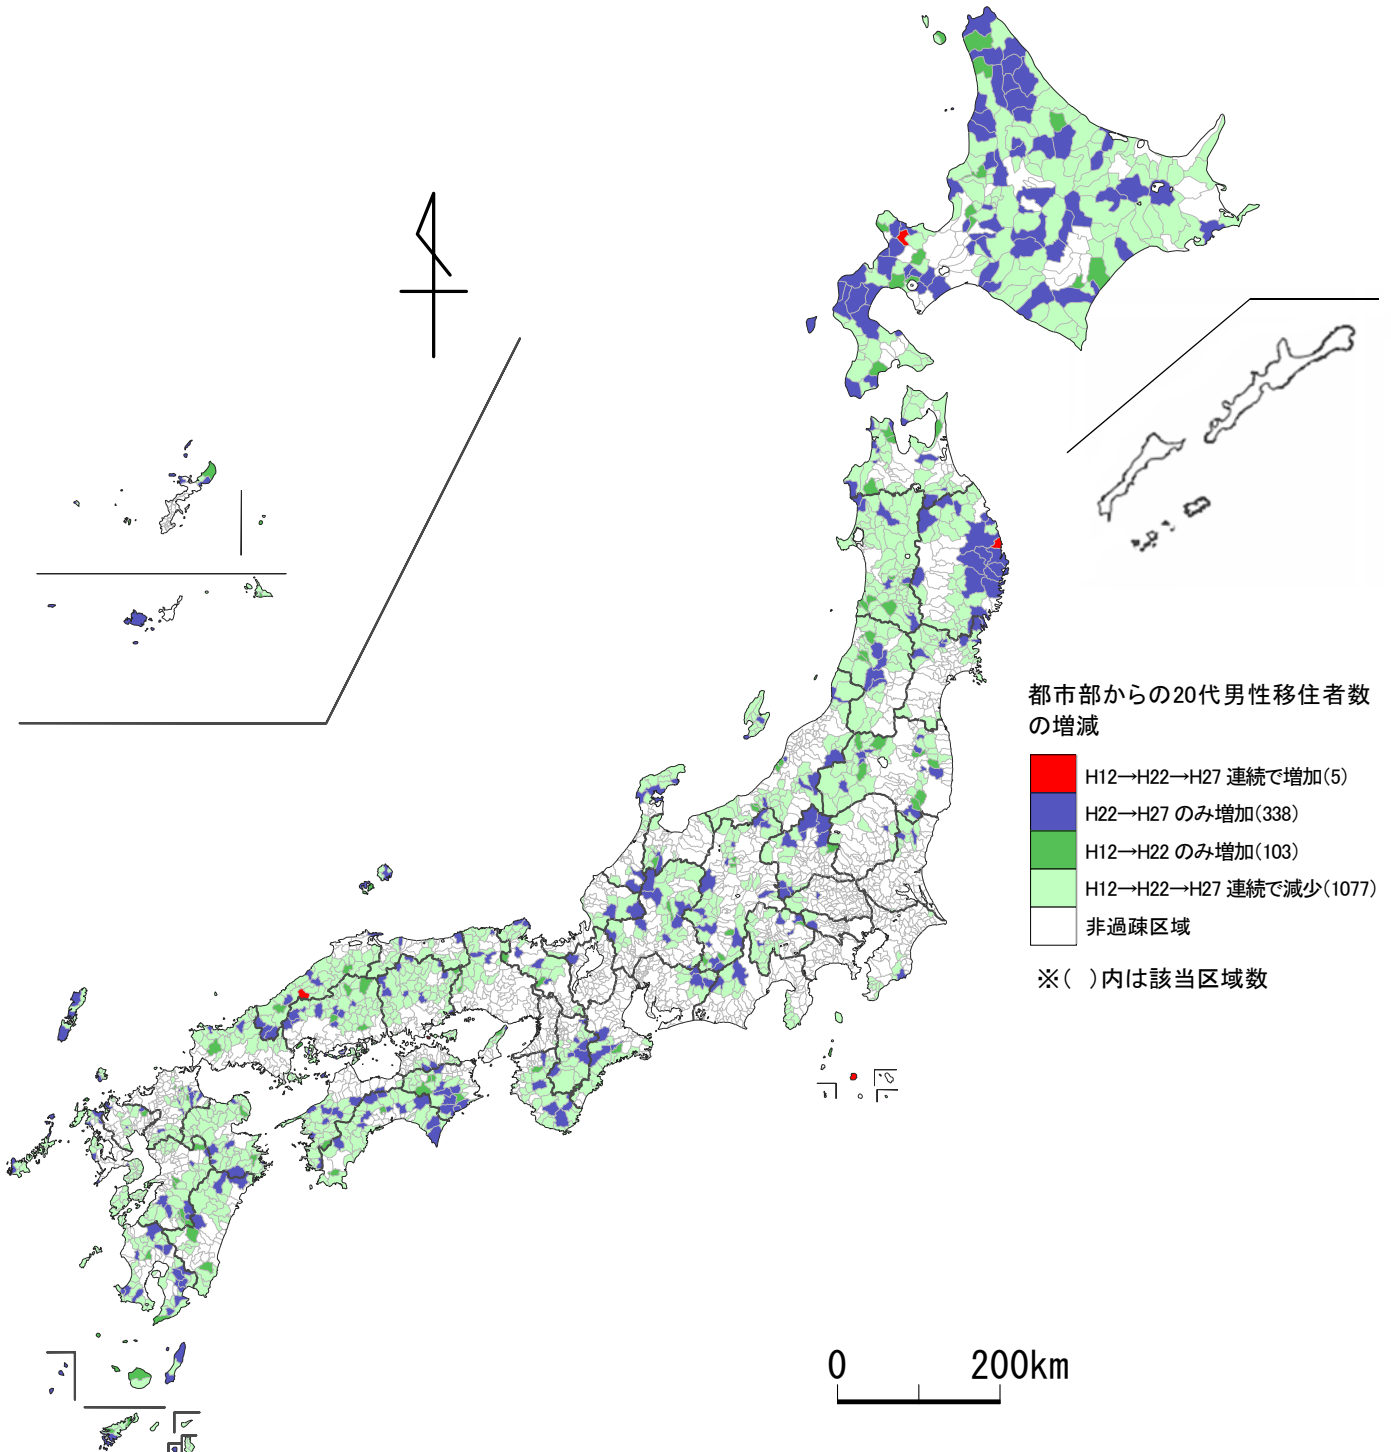 都市部からの20代男性移住者数
の増減
H12→H22→H27 連続で増加(5)
H22→H27 のみ増加(338)
H12→H22 のみ増加(103)
H12→H22→H27 連続で減少(1077)
非過疎区域
※( )内は該当区域数
0 200km